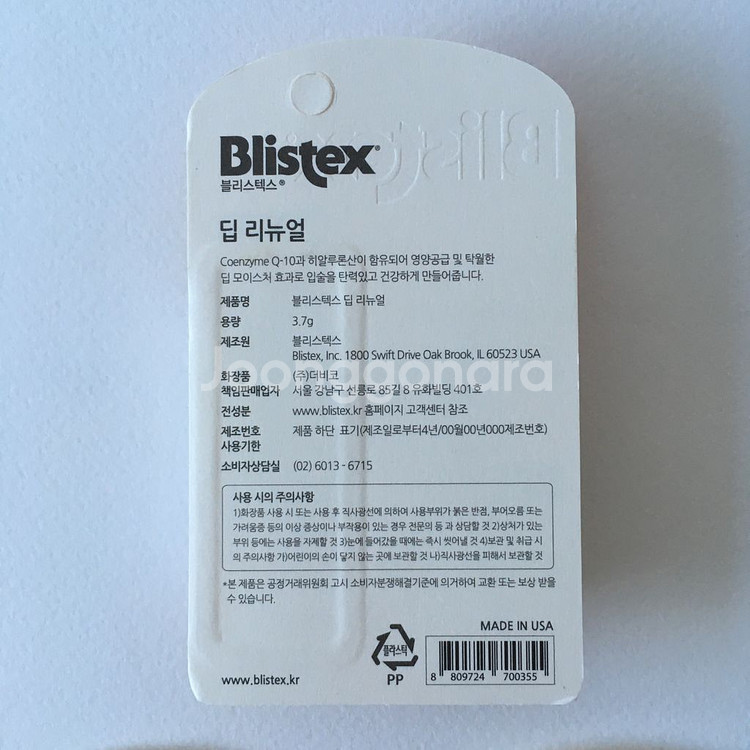 Blistex®
블리스텍스®
딥 리뉴얼
Coenzyme Q-10과 히알루론산이 함유되어 영양공급 및 탁월한
딥 모이스처 효과로 입술을 탄력있고 건강하게 만들어줍니다.
제품명 블리스텍스 딥 리뉴얼
용량 3.7g
제조원 블리스텍스
Blistex, Inc. 1800 Swift Drive Oak Brook, IL 60523 USA
화장품 (주)더비코
책임판매업자 서울 강남구 선릉로 85길 8 유화빌딩 401호
전성분 www.blistex.kr 홈페이지 고객센터 참조
제조번호 제품 하단 표기(제조일로부터4년/00월00년000제조번호)
사용기한
소비자상담실 (02) 6013-6715
사용 시의 주의사항
1)화장품 사용 시 또는 사용 후 직사광선에 의하여 사용부위가 붉은 반점, 부어오름 또는
가려움증 등의 이상 증상이나 부작용이 있는 경우 전문의 등 과 상담할 것 2)상처가 있는
부위 등에는 사용을 자제할 것 3)눈에 들어갔을 때에는 즉시 씻어낼 것 4)보관 및 취급 시
의 주의사항 가)어린이의 손이 닿지 않는 곳에 보관할 것 나)직사광선을 피해서 보관할 것
*본 제품은 공정거래위원회 고시 소비자분쟁해결기준에 의거하여 교환 또는 보상 받을
수 있습니다.
MADE IN USA
플라스틱
PP
8 809724 700355
www.blistex.kr
Joonggonara
Blistex